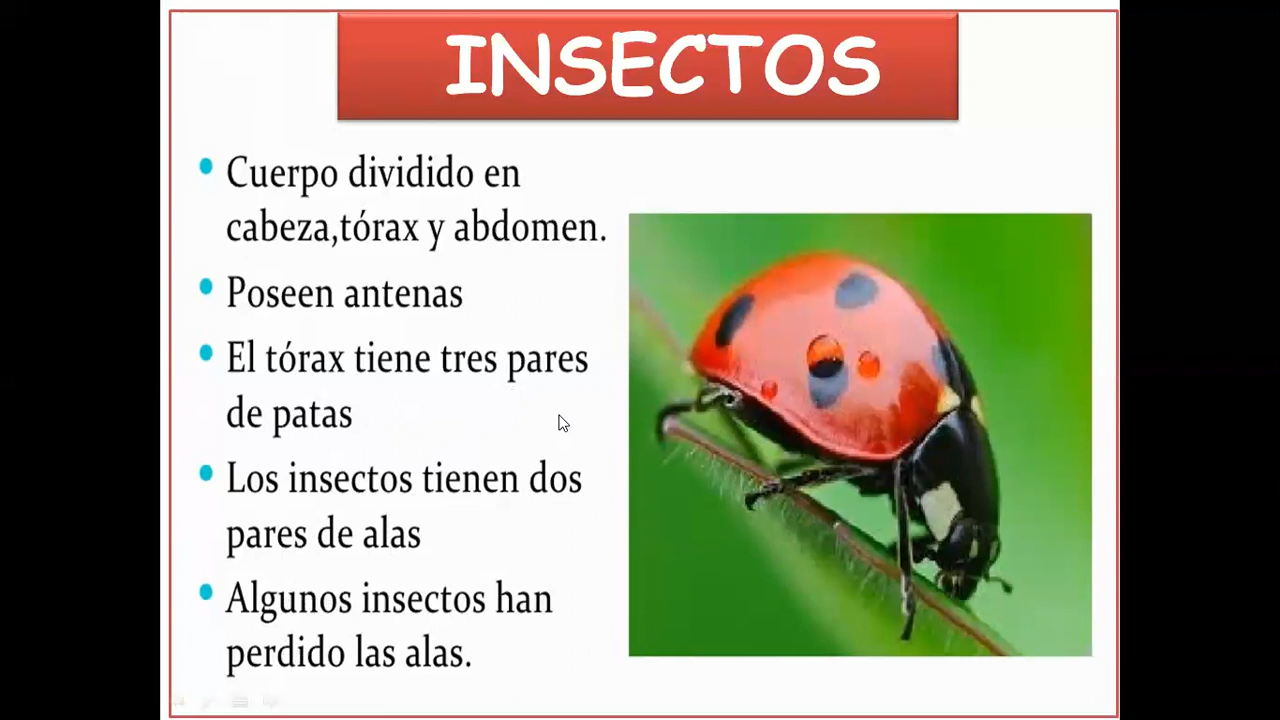 INSECTOS
Cuerpo dividido en
cabeza,tórax y abdomen.
Poseen antenas
El tórax tiene tres pares
de patas
Los insectos tienen dos
pares de alas
Algunos insectos han
perdido las alas.